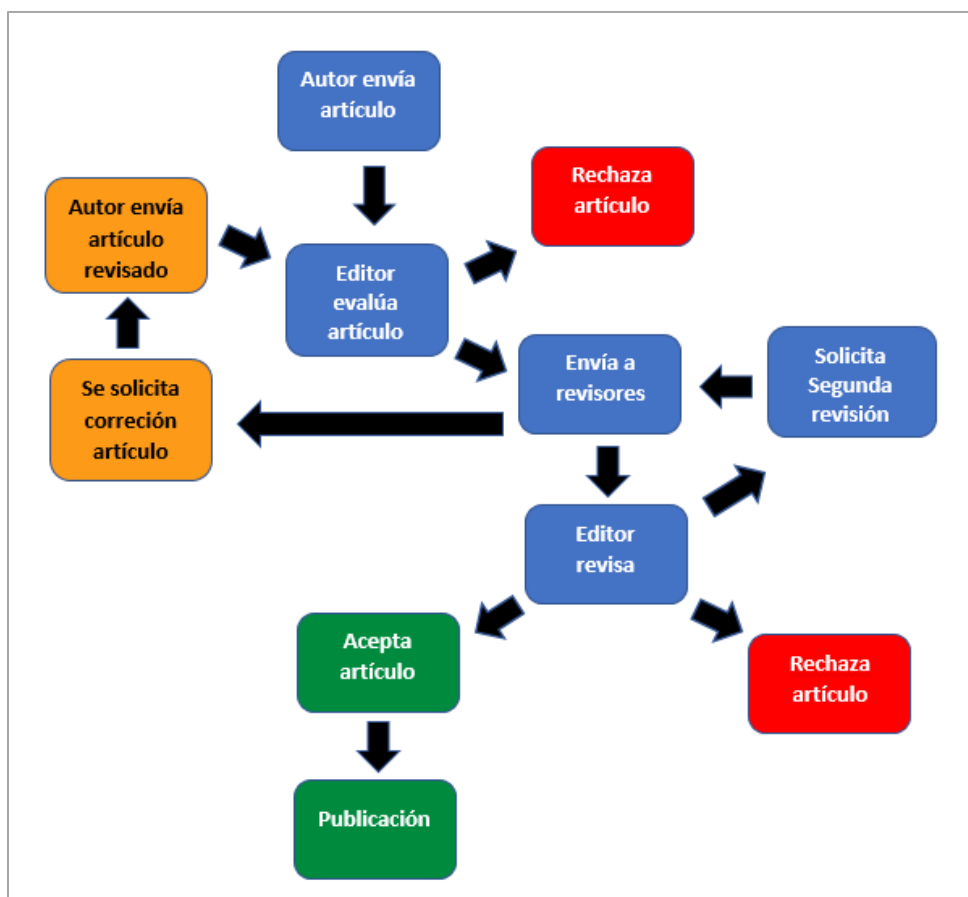 Autor envía
artículo
Rechaza
artículo
Autor envía
artículo
revisado
Editor
evalúa
artículo
Envía a
revisores
Solicita
Segunda
revisión
Se solicita
correción
artículo
Editor
revisa
Acepta
artículo
Rechaza
artículo
Publicación